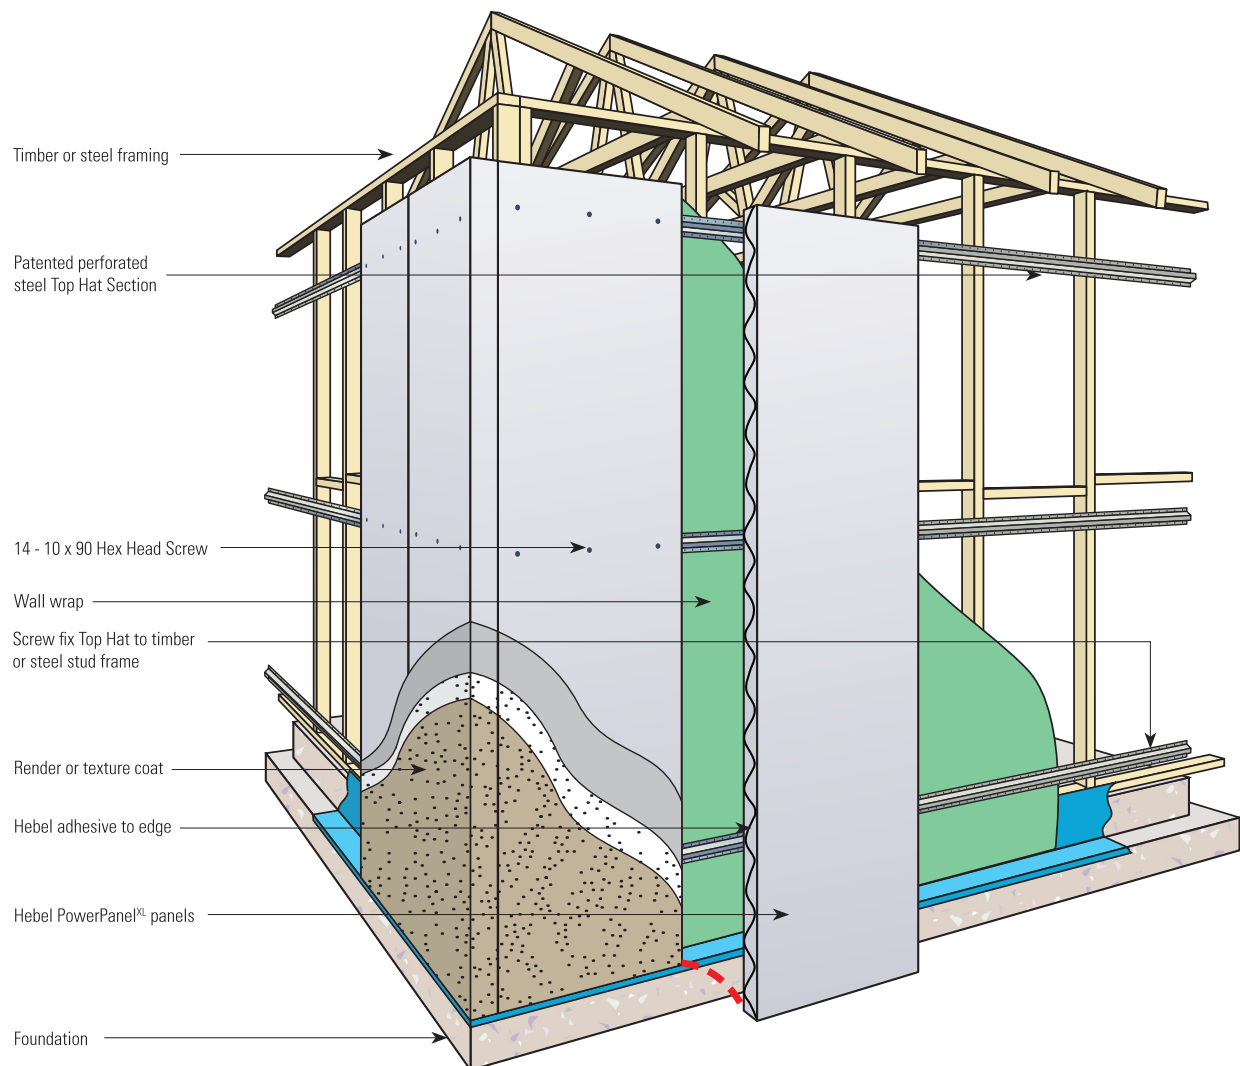 Timber or steel framing
Patented perforated
steel Top Hat Section
14 - 10 x 90 Hex Head Screw
Wall wrap
Screw fix Top Hat to timber
or steel stud frame
Render or texture coat
Hebel adhesive to edge
Hebel PowerPanelXL panels
Foundation